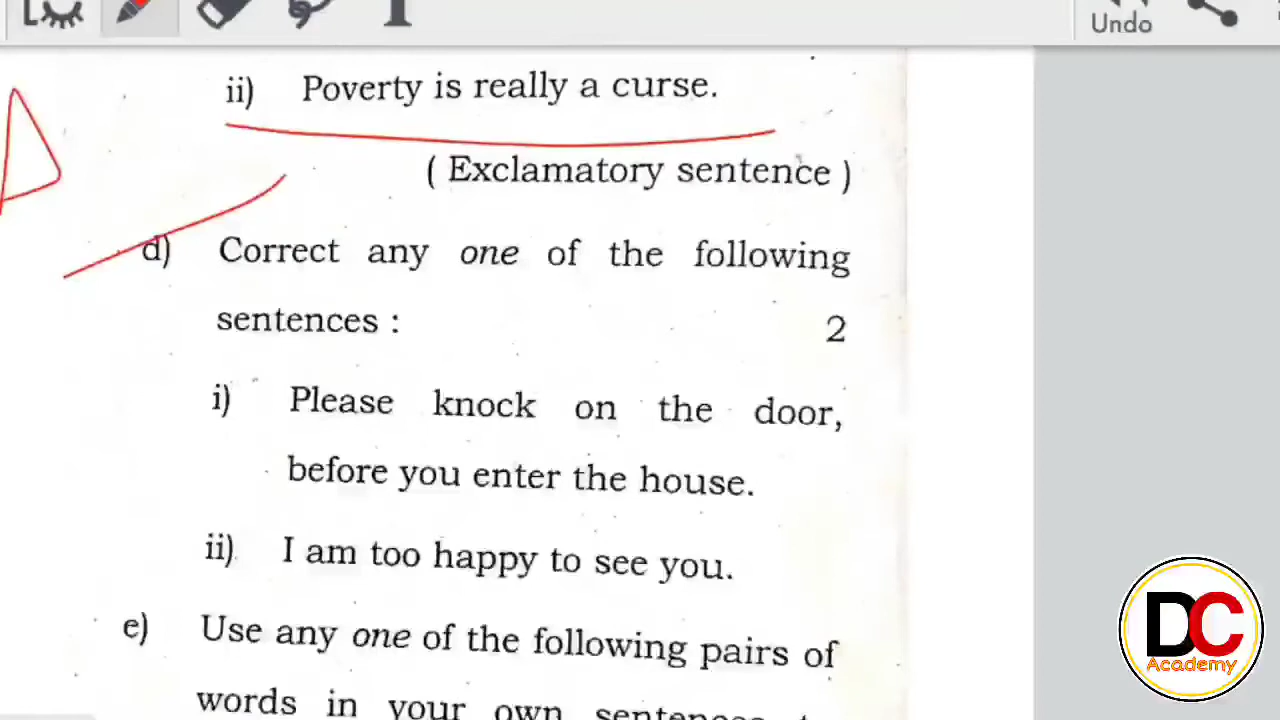 Undo
ii) Poverty is really a curse.
( Exclamatory sentence )
d) Correct any one of the following
sentences : 2
i) Please knock on the door,
before you enter the house.
ii) I am too happy to see you.
e) Use any one of the following pairs of
words in your own sentences to
DC
Academy